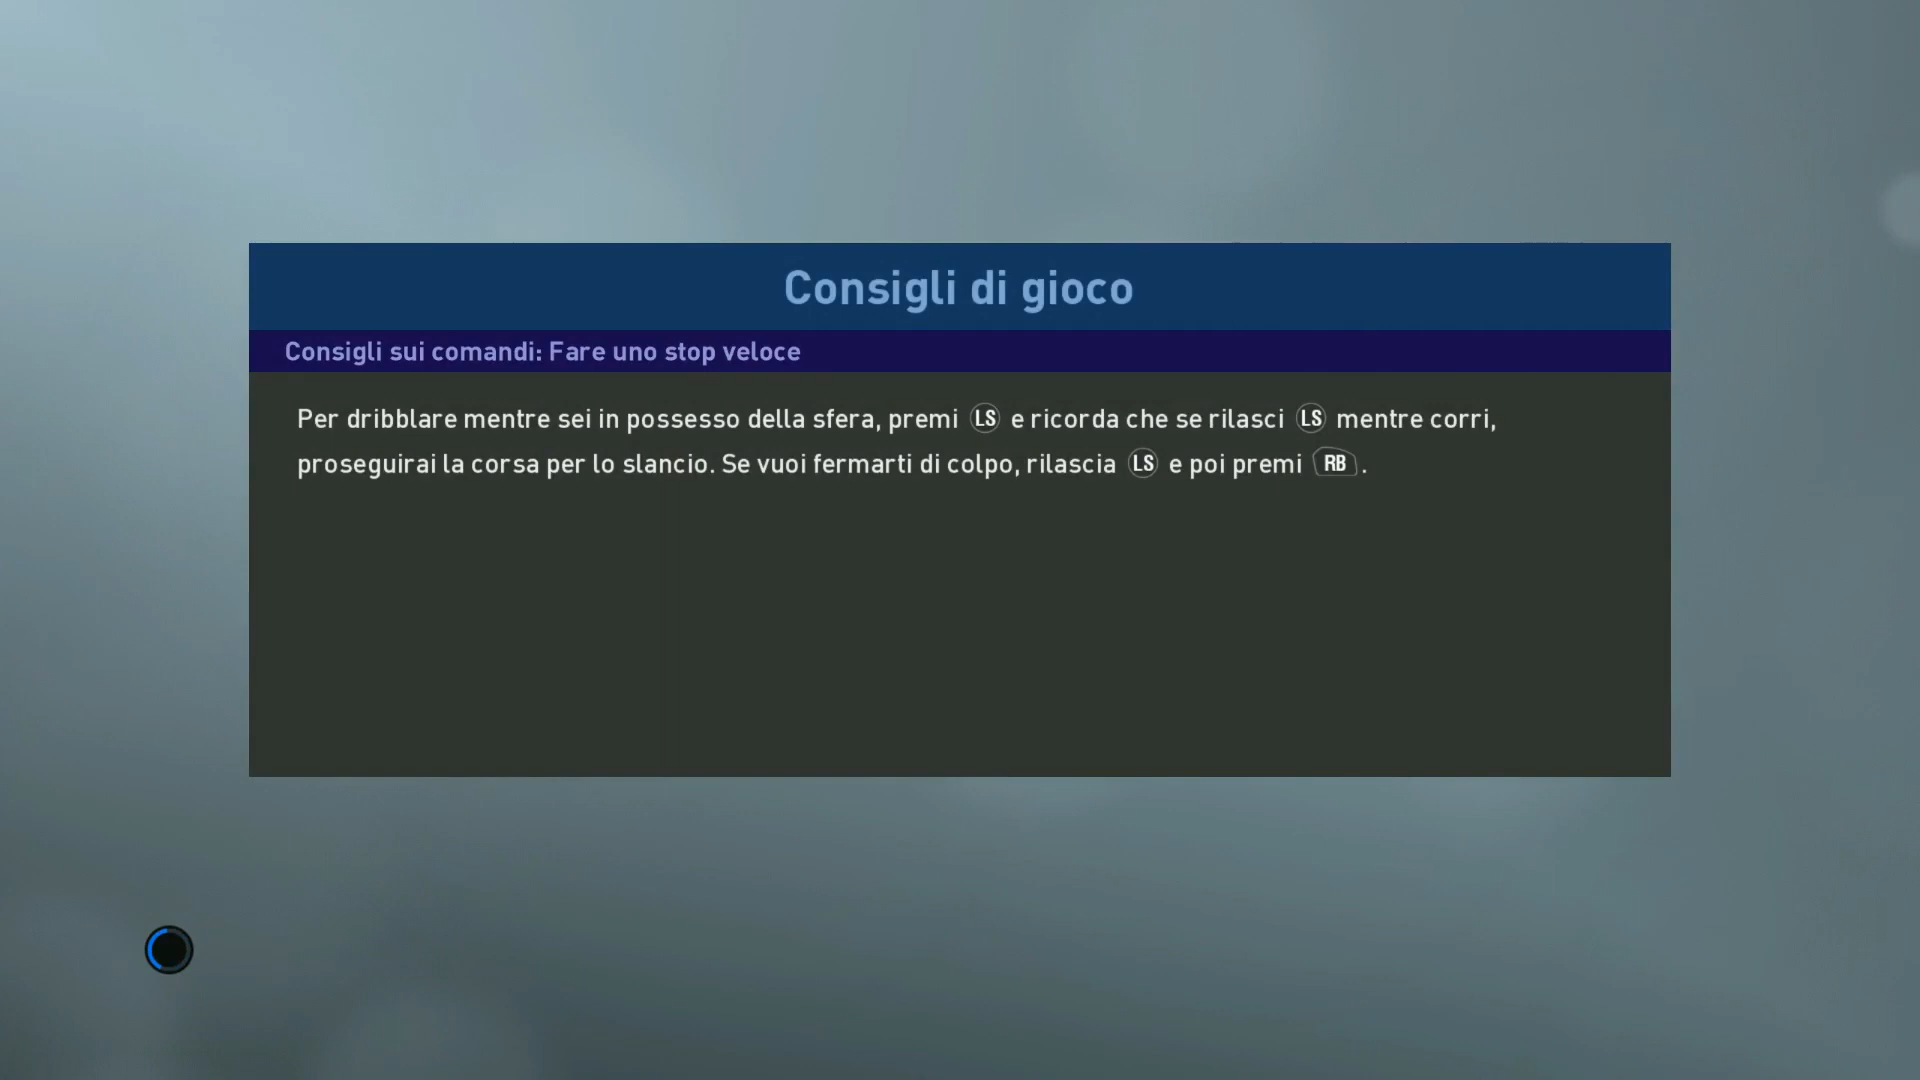 Consigli di gioco
Consigli sui comandi: Fare uno stop veloce
Per dribblare mentre sei in possesso della sfera, premi LS e ricorda che se rilasci LS mentre corri,
proseguirai la corsa per lo slancio. Se vuoi fermarti di colpo, rilascia LS e poi premi RB.